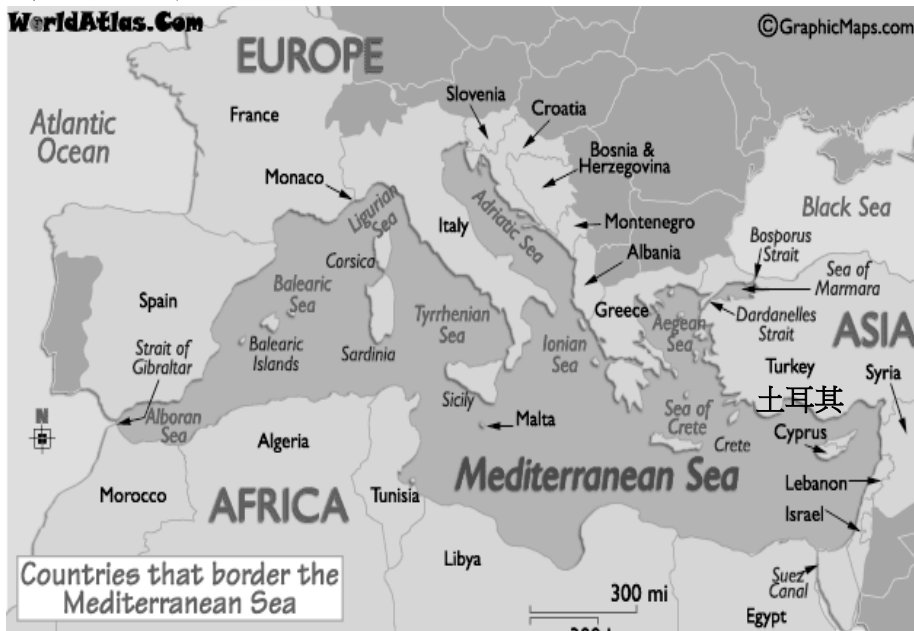 WorldAtlas.Com
©GraphicMaps.com
EUROPE
Slovenia
Croatia
France
Atlantic
Ocean
Bosnia &
Herzegovina
Monaco
Ligurian
Sea
Adriatic Sea
Black Sea
Italy
Montenegro
Bosporus
Strait
Corsica
Albania
Sea of
Marmara
Balearic
Sea
Spain
Tyrrhenian
Sea
Greece
Aegean
Sea
Dardanelles
Strait
ASIA
Strait of
Gibraltar
Balearic
Islands
Sardinia
Ionian
Sea
Turkey
Syria
土耳其
N
Alboran
Sea
Sicily
Malta
Sea of
Crete
Crete
Cyprus
Algeria
Mediterranean Sea
Lebanon
Morocco
AFRICA
Tunisia
Israel
Libya
Suez
Canal
Countries that border the
Mediterranean Sea
300 mi
Egypt